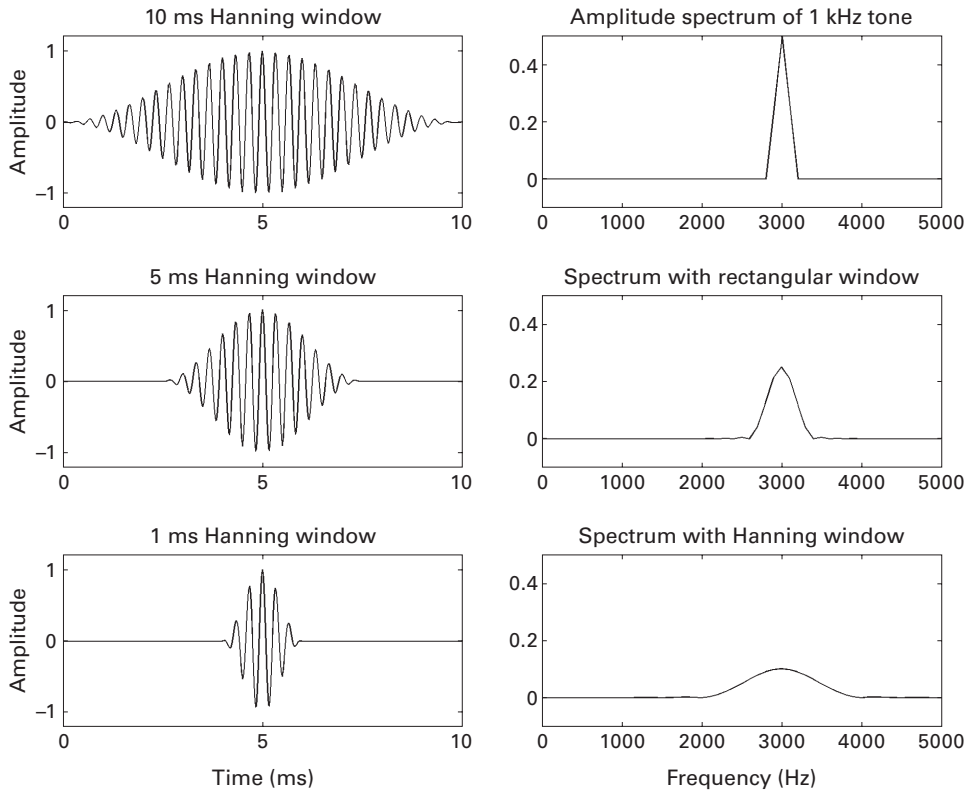 10 ms Hanning window
Amplitude
1
0
–1
0 5 10
Amplitude spectrum of 1 kHz tone
0.4
0.2
0
0 1000 2000 3000 4000 5000
5 ms Hanning window
Amplitude
1
0
–1
0 5 10
Spectrum with rectangular window
0.4
0.2
0
0 1000 2000 3000 4000 5000
1 ms Hanning window
Amplitude
1
0
–1
0 5 10
Time (ms)
Spectrum with Hanning window
0.4
0.2
0
0 1000 2000 3000 4000 5000
Frequency (Hz)